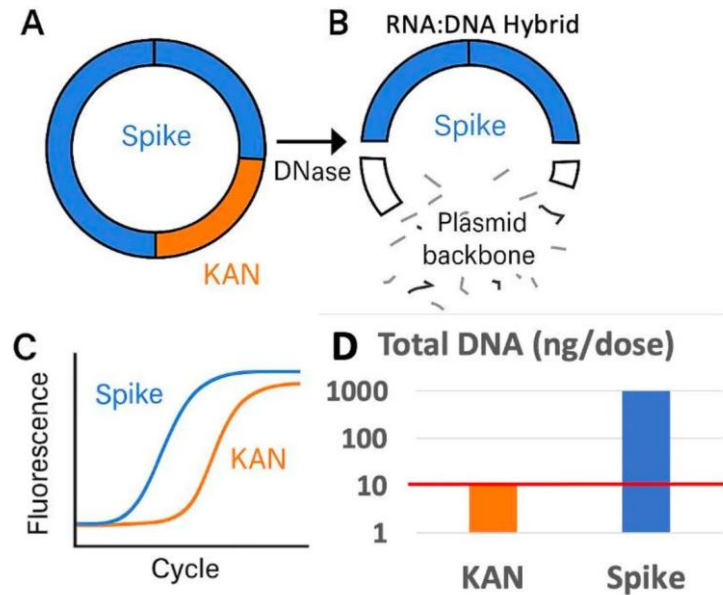 A
Spike
KAN
DNase
B
RNA:DNA Hybrid
Spike
Plasmid
backbone
C
Fluorescence
Spike
KAN
Cycle
D Total DNA (ng/dose)
1000
100
10
1
KAN Spike